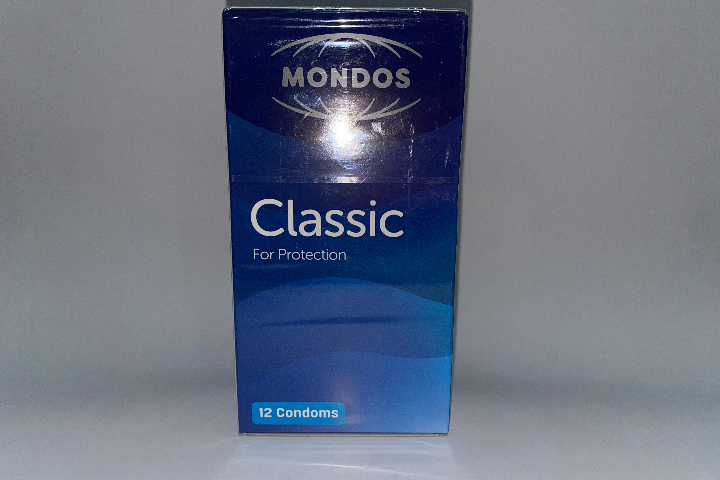 MONDOS
Classic
For Protection
12 Condoms